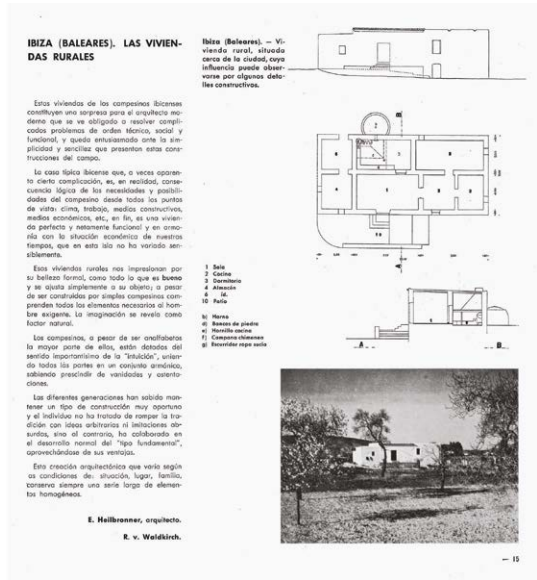 IBIZA (BALEARES). LAS VIVIEN-
DAS RURALES
Estas viviendas de los campesinos ibicenses
constituyen una sorpresa para el arquitecto mo-
derno que se ve obligado a resolver compli-
cados problemas de orden técnico, social y
funcional, y queda entusiasmado ante la sim-
plicidad y sencillez que presentan estas cons-
trucciones del campo.
La casa típica ibicense que, a veces aparen-
ta cierta complicación, es, en realidad, conse-
cuencia lógica de las necesidades y posibili-
dades del campesino desde todos los puntos
de vista: clima, trabajo, medios constructivos,
medios económicos, etc., en fin, es una vivien-
da perfecta y netamente funcional y en armo-
nía con la situación económica de nuestros
tiempos, que en esta isla no ha variado sen-
siblemente.
Esas viviendas rurales nos impresionan por
su belleza formal, como todo lo que es bueno
y se ajusta simplemente a su objeto; a pesar
de ser construidas por simples campesinos com-
prenden todos los elementos necesarios al hom-
bre exigente. La imaginación se revela como
factor natural.
Los campesinos, a pesar de ser analfabetos
la mayor parte de ellos, están dotados del
sentido importantísimo de la "intuición", unien-
do todas las partes en un conjunto armónico,
sabiendo prescindir de vanidades y ostenta-
ciones.
Las diferentes generaciones han sabido man-
tener un tipo de construcción muy oportuno
y el individuo no ha tratado de romper la tra-
dición con ideas arbitrarias ni imitaciones ab-
surdas, sino al contrario, ha colaborado en
el desarrollo normal del "tipo fundamental",
aprovechándose de sus ventajas.
Esta creación arquitectónica que varía según
as condiciones de: situación, lugar, familia,
conserva siempre una serie larga de elemen-
tos homogéneos.
E. Heilbronner, arquitecto.
R. v. Waldkirch.
Ibiza (Baleares). — Vi-
vienda rural, situada
cerca de la ciudad, cuya
influencia puede obser-
varse por algunos deta-
lles constructivos.
1 Sala
2 Cocina
3 Dormitorio
4 Almacén
6 id.
10 Patio
b) Horno
d) Bancos de piedra
e) Hornillo cocina
f) Campana chimenea
g) Escurridor ropa sucia
A
B
— 15